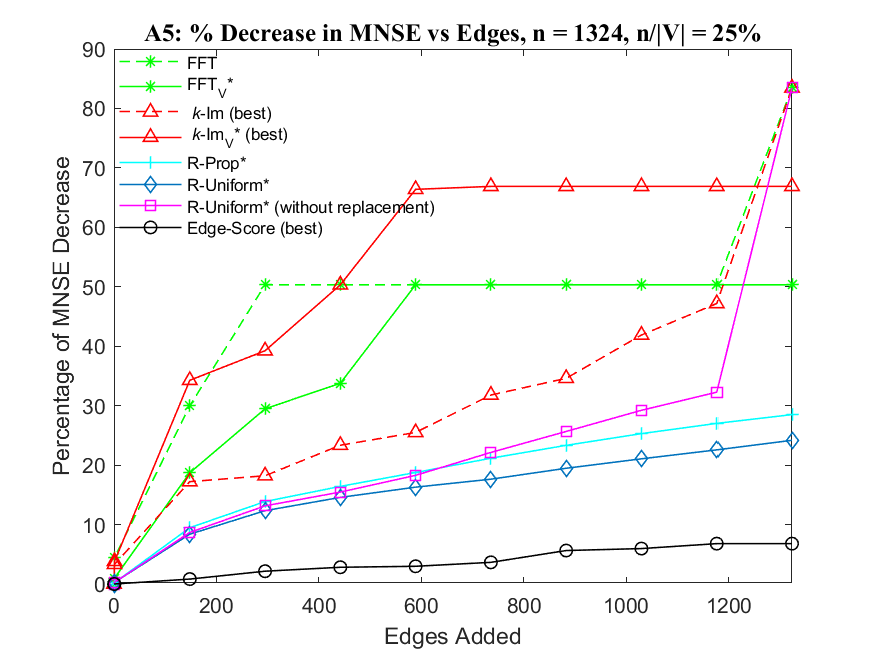 A5: % Decrease in MNSE vs Edges, n = 1324, n/|V| = 25%
90
80
70
60
50
40
30
20
10
0
Percentage of MNSE Decrease
FFT
FFT_V*
k-Im (best)
k-Im_V* (best)
R-Prop*
R-Uniform*
R-Uniform* (without replacement)
Edge-Score (best)
0 200 400 600 800 1000 1200
Edges Added